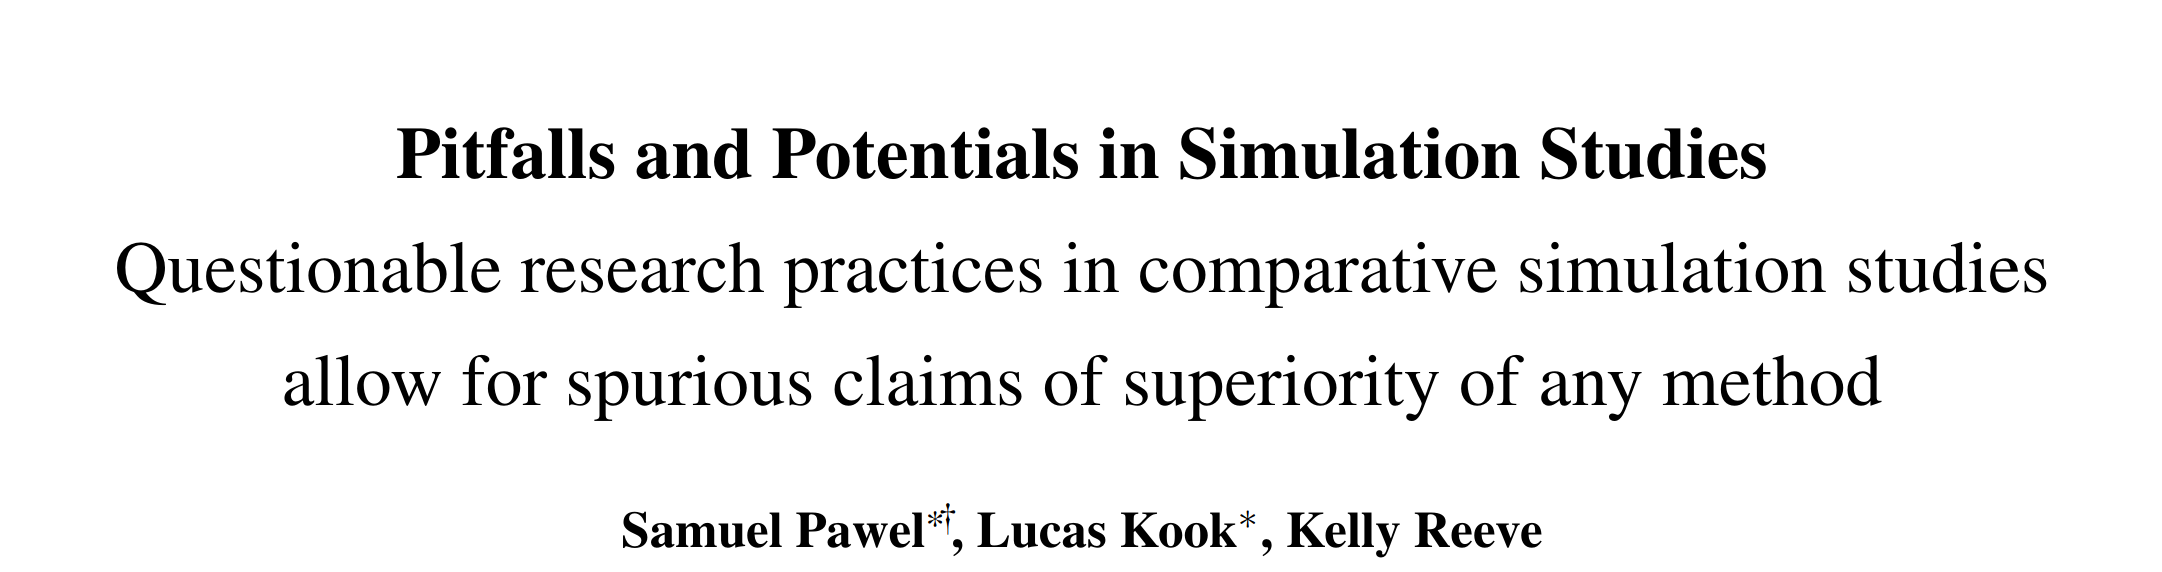 Pitfalls and Potentials in Simulation Studies
Questionable research practices in comparative simulation studies
allow for spurious claims of superiority of any method
Samuel Pawel*†, Lucas Kook*, Kelly Reeve